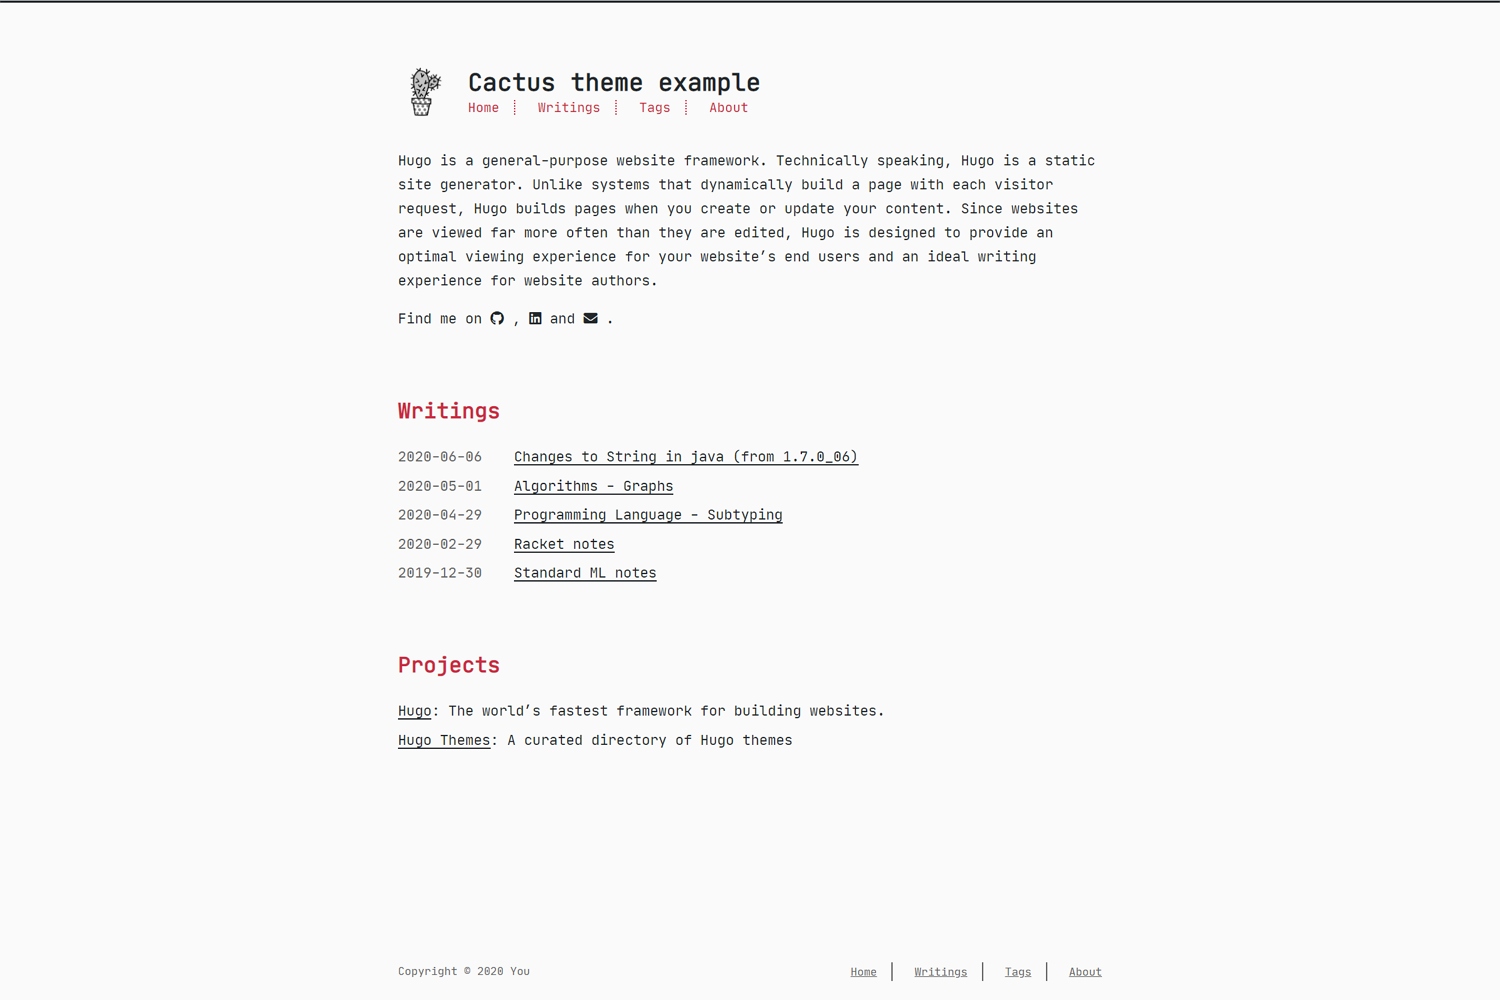 Cactus theme example
Home Writings Tags About
Hugo is a general-purpose website framework. Technically speaking, Hugo is a static
site generator. Unlike systems that dynamically build a page with each visitor
request, Hugo builds pages when you create or update your content. Since websites
are viewed far more often than they are edited, Hugo is designed to provide an
optimal viewing experience for your website’s end users and an ideal writing
experience for website authors.
Find me on , and .
Writings
2020-06-06 Changes to String in java (from 1.7.0_06)
2020-05-01 Algorithms - Graphs
2020-04-29 Programming Language - Subtyping
2020-02-29 Racket notes
2019-12-30 Standard ML notes
Projects
Hugo: The world’s fastest framework for building websites.
Hugo Themes: A curated directory of Hugo themes
Copyright © 2020 You
Home Writings Tags About